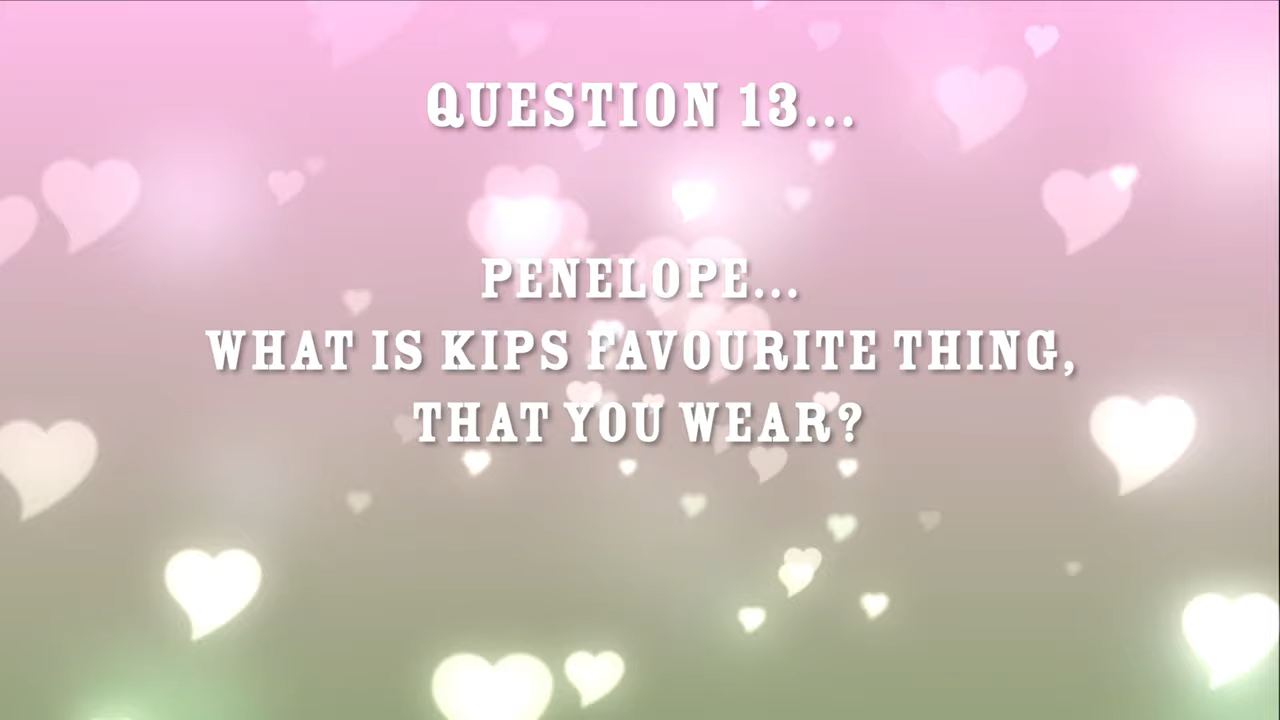 QUESTION 13...
PENELOPE...
WHAT IS KIPS FAVOURITE THING,
THAT YOU WEAR?